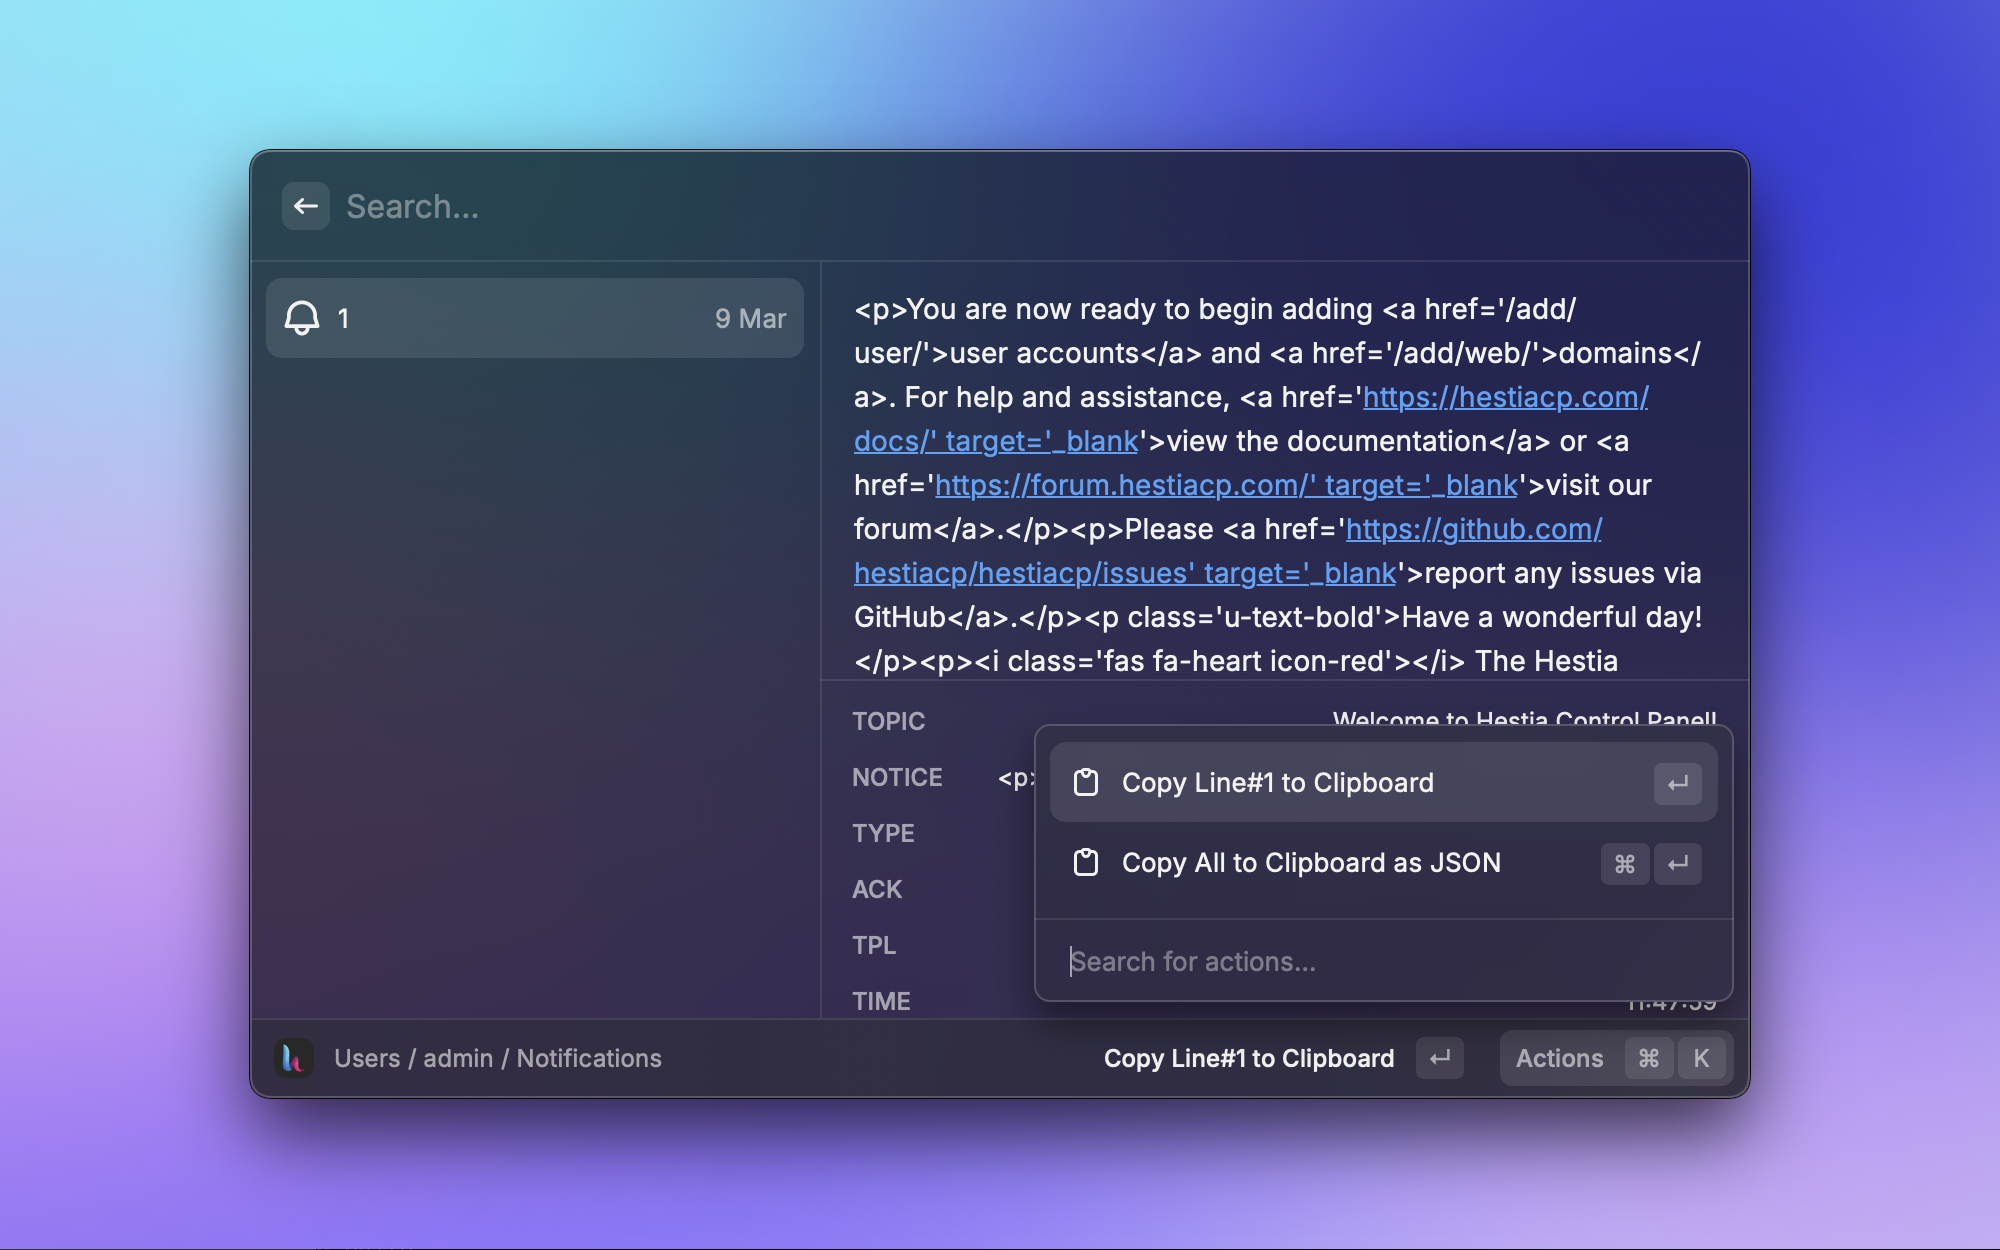 Search...
1
9 Mar
<p>You are now ready to begin adding <a href='/add/
user/'>user accounts</a> and <a href='/add/web/'>domains</
a>. For help and assistance, <a href='https://hestiacp.com/
docs/' target='_blank'>view the documentation</a> or <a
href='https://forum.hestiacp.com/' target='_blank'>visit our
forum</a>.</p><p>Please <a href='https://github.com/
hestiacp/hestiacp/issues' target='_blank'>report any issues via
GitHub</a>.</p><p class='u-text-bold'>Have a wonderful day!
</p><p><i class='fas fa-heart icon-red'></i> The Hestia
TOPIC Welcome to Hestia Control Panel!
NOTICE <p>
TYPE
ACK
TPL
TIME 11:47:59
Copy Line#1 to Clipboard
Copy All to Clipboard as JSON ⌘
Search for actions...
Users / admin / Notifications
Copy Line#1 to Clipboard
Actions ⌘ K